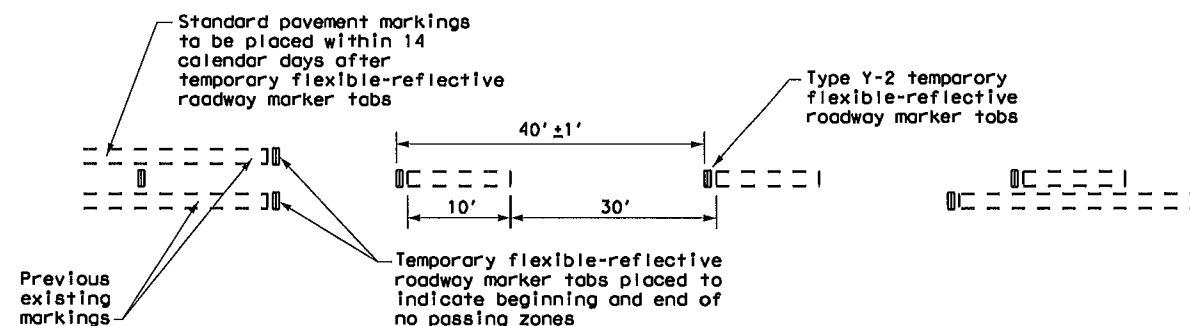 Standard pavement markings
to be placed within 14
calendar days after
temporary flexible-reflective
roadway marker tabs
Type Y-2 temporary
flexible-reflective
roadway marker tabs
40' ±1'
10'
30'
Previous
existing
markings
Temporary flexible-reflective
roadway marker tabs placed to
indicate beginning and end of
no passing zones